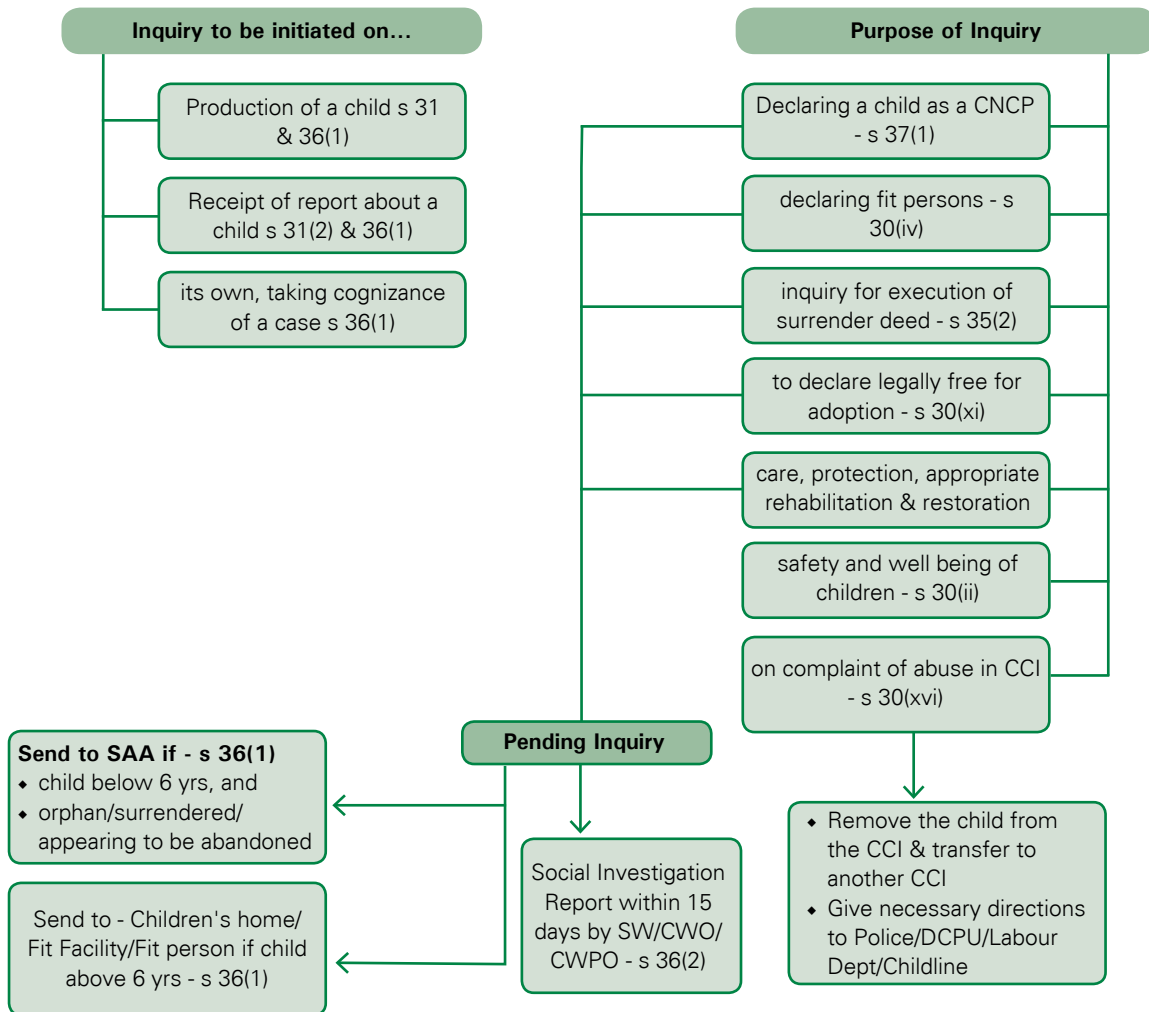 Inquiry to be initiated on...
Production of a child s 31
& 36(1)
Receipt of report about a
child s 31(2) & 36(1)
its own, taking cognizance
of a case s 36(1)
Purpose of Inquiry
Declaring a child as a CNCP
- s 37(1)
declaring fit persons - s
30(iv)
inquiry for execution of
surrender deed - s 35(2)
to declare legally free for
adoption - s 30(xi)
care, protection, appropriate
rehabilitation & restoration
safety and well being of
children - s 30(ii)
on complaint of abuse in CCI
- s 30(xvi)
Pending Inquiry
Send to SAA if - s 36(1)
◆ child below 6 yrs, and
◆ orphan/surrendered/
appearing to be abandoned
Send to - Children's home/
Fit Facility/Fit person if child
above 6 yrs - s 36(1)
Social Investigation
Report within 15
days by SW/CWO/
CWPO - s 36(2)
◆ Remove the child from
the CCI & transfer to
another CCI
◆ Give necessary directions
to Police/DCPU/Labour
Dept/Childline